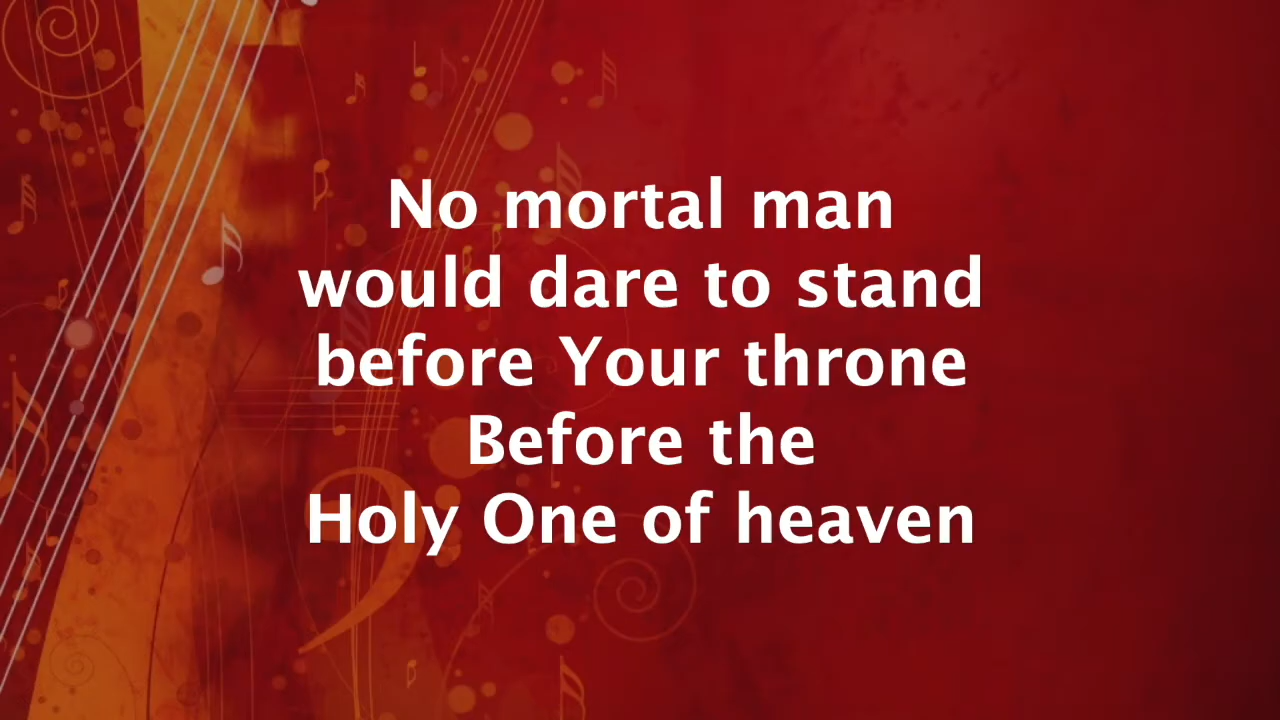 No mortal man
would dare to stand
before Your throne
Before the
Holy One of heaven